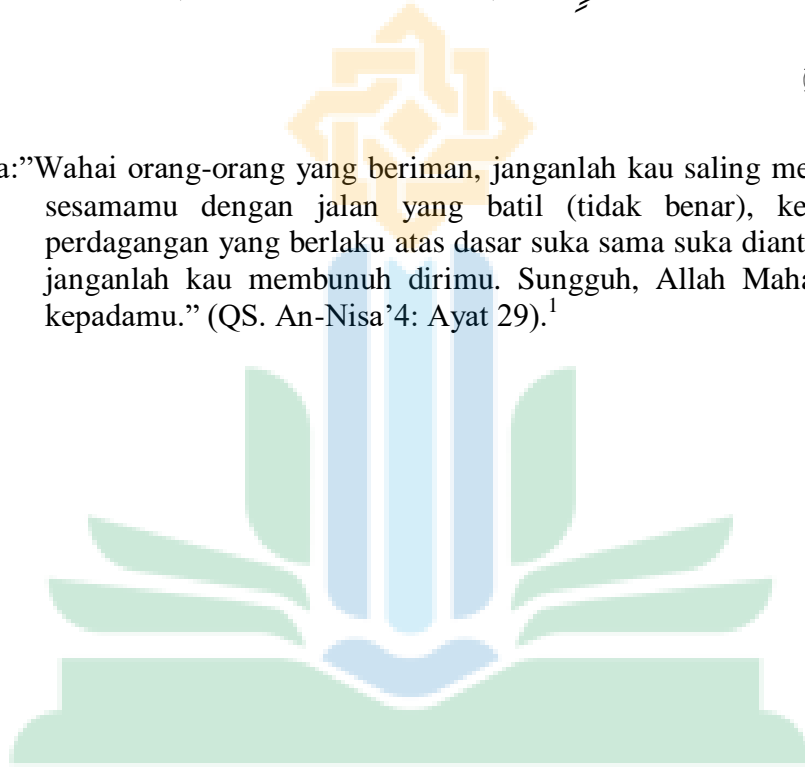 a:”Wahai orang-orang yang beriman, janganlah kau saling me
sesamamu dengan jalan yang batil (tidak benar), ke
perdagangan yang berlaku atas dasar suka sama suka diant
janganlah kau membunuh dirimu. Sungguh, Allah Maha
kepadamu.” (QS. An-Nisa’4: Ayat 29).1